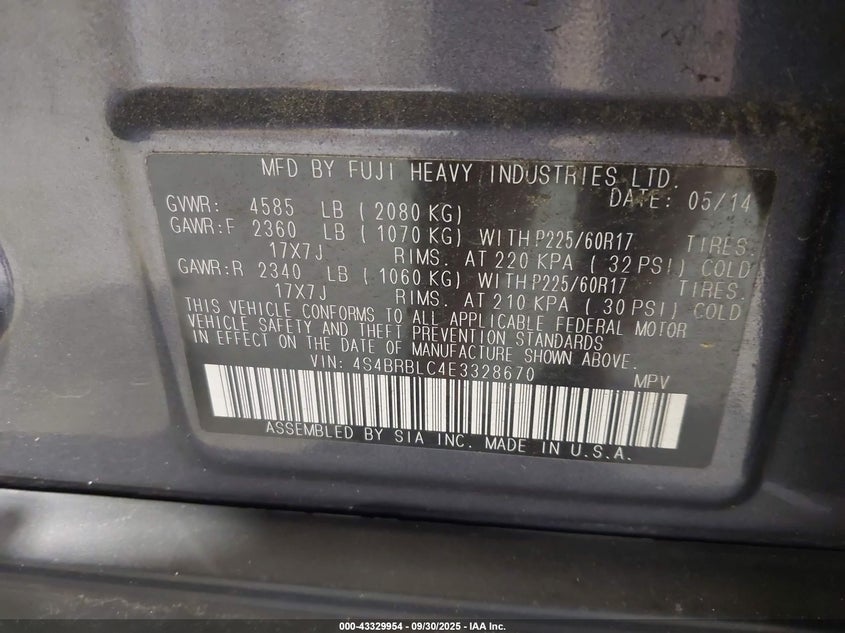 MFD BY FUJI HEAVY INDUSTRIES LTD.
DATE: 05/14
GVWR: 4585 LB (2080 KG)
GAWR:F 2360 LB (1070 KG) WITH P225/60R17 TIRES.
17X7J RIMS. AT 220 KPA (32 PSI) COLD
GAWR:R 2340 LB (1060 KG) WITH P225/60R17 TIRES.
17X7J RIMS. AT 210 KPA (30 PSI) COLD
THIS VEHICLE CONFORMS TO ALL APPLICABLE FEDERAL MOTOR
VEHICLE SAFETY AND THEFT PREVENTION STANDARDS
IN EFFECT ON THE DATE OF MANUFACTURE SHOWN ABOVE.
VIN: 4S4BRBLC4E3328670 MPV
ASSEMBLED BY SIA INC. MADE IN U.S.A.
000-43329954 - 09/30/2025 - IAA Inc.